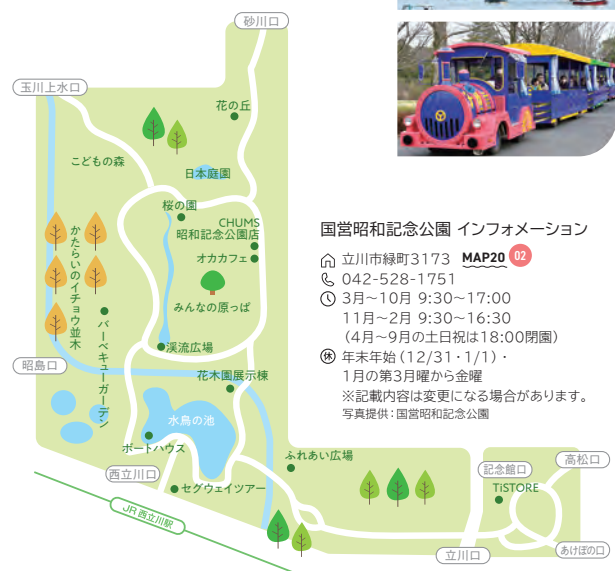 砂川口
玉川上水口
花の丘
こどもの森
日本庭園
桜の園
CHUMS
昭和記念公園店
オカカフェ
みんなの原っぱ
かたらいのイチョウ並木
バーベキューガーデン
渓流広場
昭島口
花木園展示棟
水鳥の池
ボートハウス
西立川口
セグウェイツアー
ふれあい広場
JR 西立川駅
記念館口
高松口
TiSTORE
立川口
あけぼの口
国営昭和記念公園 インフォメーション
立川市緑町3173 MAP20 02
042-528-1751
3月～10月 9:30～17:00
11月～2月 9:30～16:30
（4月～9月の土日祝は18:00閉園）
休 年末年始（12/31・1/1）・
1月の第3月曜から金曜
※記載内容は変更になる場合があります。
写真提供：国営昭和記念公園